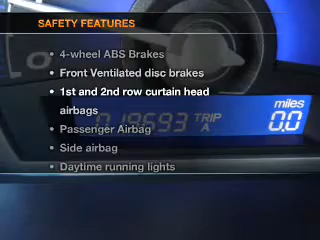 SAFETY FEATURES
• 4-wheel ABS Brakes
• Front Ventilated disc brakes
• 1st and 2nd row curtain head
airbags
miles
019693 TRIP A 0.0
• Passenger Airbag
• Side airbag
• Daytime running lights